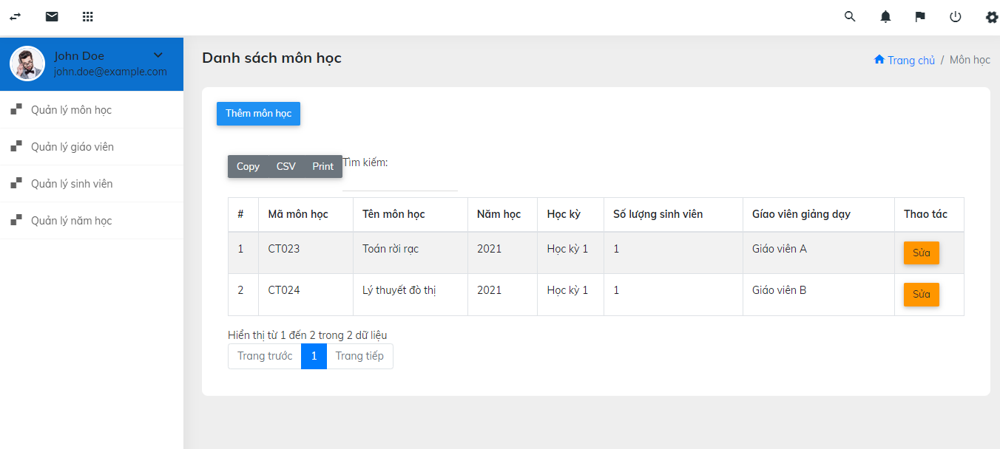 John Doe
john.doe@example.com
Quản lý môn học
Quản lý giáo viên
Quản lý sinh viên
Quản lý năm học
Danh sách môn học
Trang chủ / Môn học
Thêm môn học
Copy CSV Print Tìm kiếm:
# Mã môn học Tên môn học Năm học Học kỳ Số lượng sinh viên Gíao viên giảng dạy Thao tác
1 CT023 Toán rời rạc 2021 Học kỳ 1 1 Giáo viên A Sửa
2 CT024 Lý thuyết đò thị 2021 Học kỳ 1 1 Giáo viên B Sửa
Hiển thị từ 1 đến 2 trong 2 dữ liệu
Trang trước 1 Trang tiếp